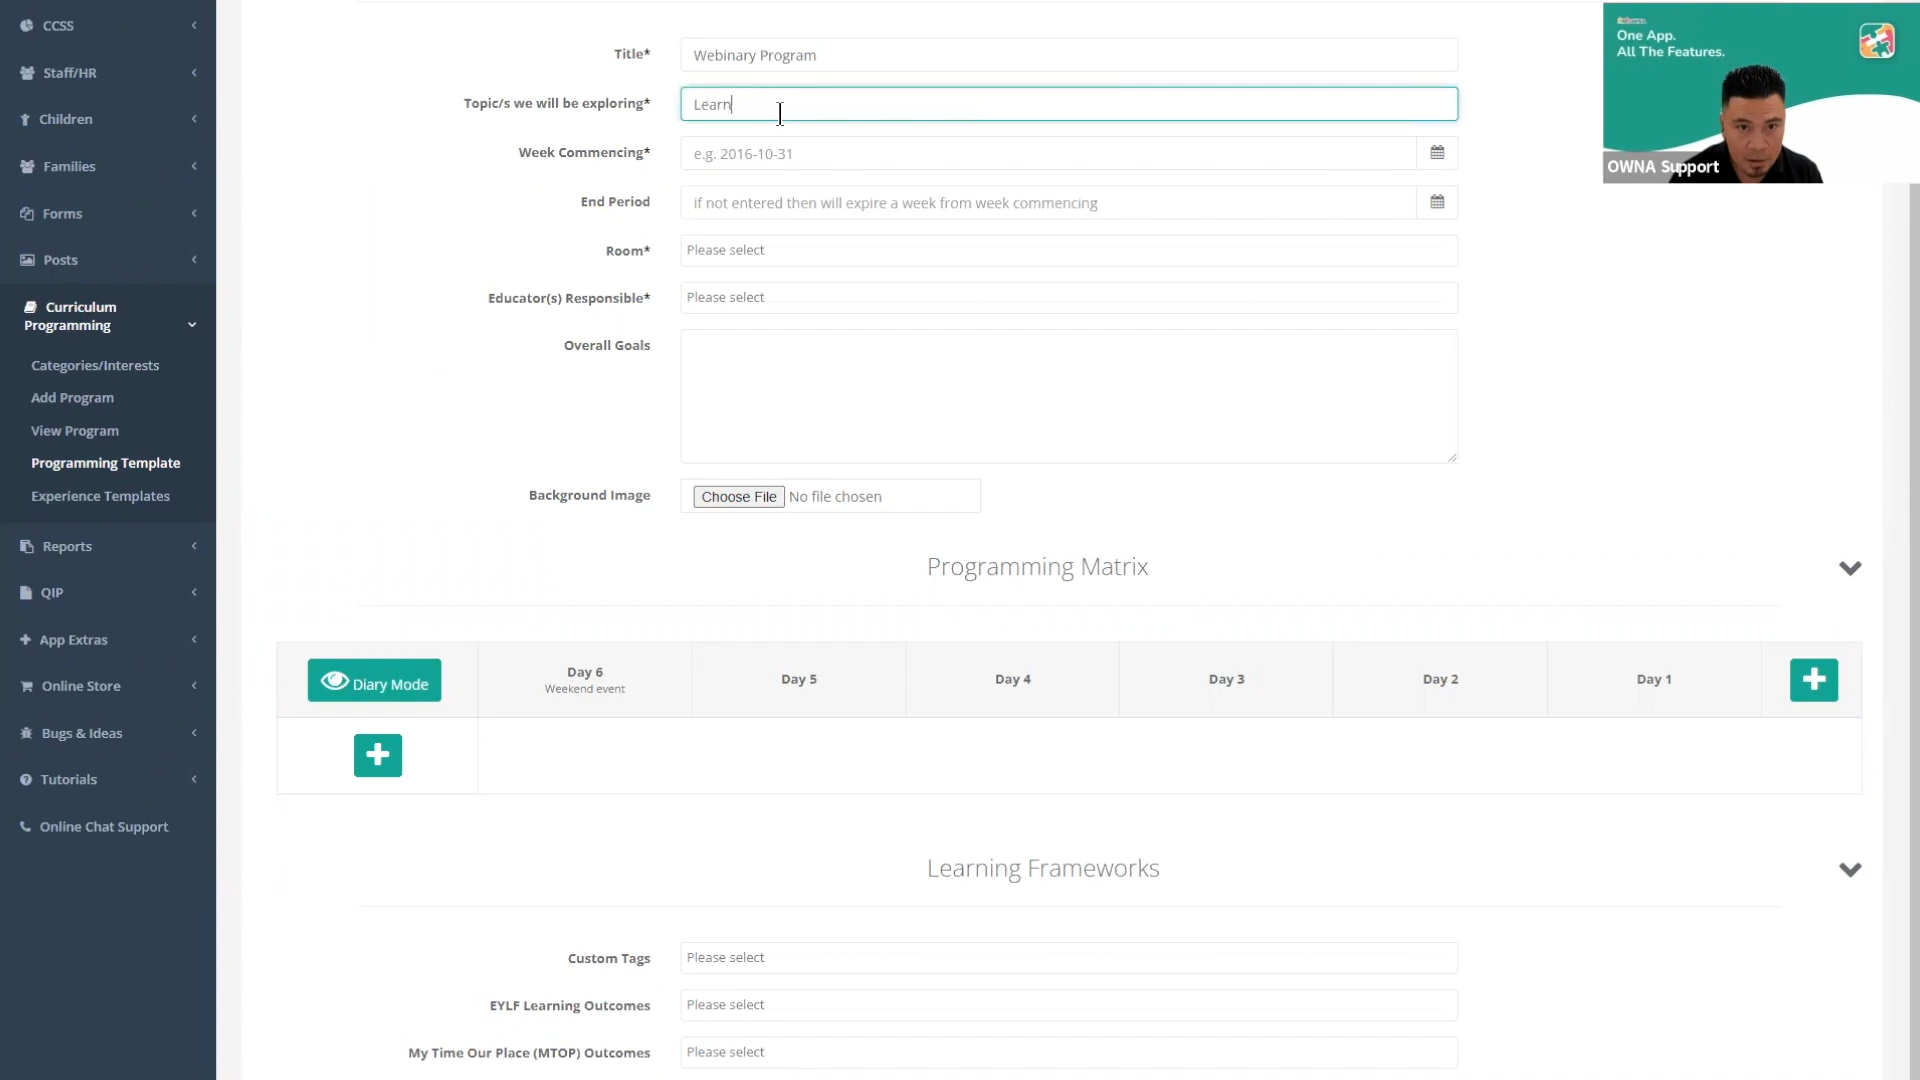 CCSS
Staff/HR
Children
Families
Forms
Posts
Curriculum
Programming
Categories/Interests
Add Program
View Program
Programming Template
Experience Templates
Reports
QIP
App Extras
Online Store
Bugs & Ideas
Tutorials
Online Chat Support
Title*
Webinary Program
Topic/s we will be exploring*
Learn
Week Commencing*
e.g. 2016-10-31
End Period
if not entered then will expire a week from week commencing
Room*
Please select
Educator(s) Responsible*
Please select
Overall Goals
Background Image
Choose File No file chosen
Programming Matrix
Diary Mode
Day 6
Weekend event
Day 5
Day 4
Day 3
Day 2
Day 1
Learning Frameworks
Custom Tags
Please select
EYLF Learning Outcomes
Please select
My Time Our Place (MTOP) Outcomes
Please select
OWNA
One App.
All The Features.
OWNA Support